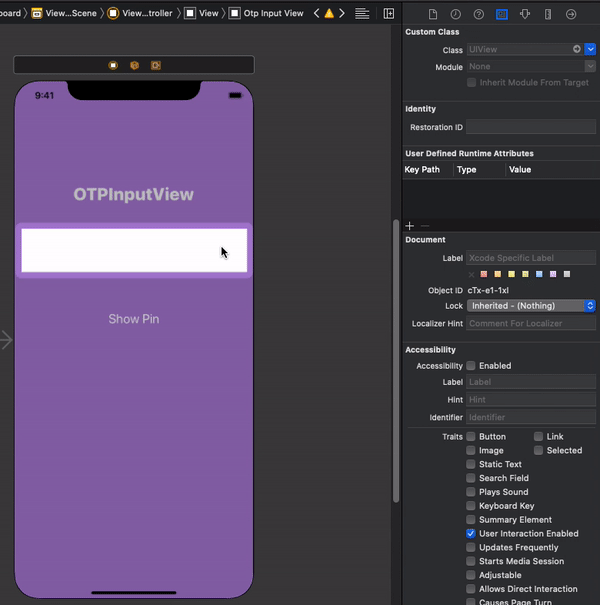 board View...Scene View...troller View Otp Input View
9:41
OTPInputView
Show Pin
Custom Class
Class UIView
Module None
Inherit Module From Target
Identity
Restoration ID
User Defined Runtime Attributes
Key Path Type Value
Document
Label Xcode Specific Label
Object ID cTx-e1-1xI
Lock Inherited - (Nothing)
Localizer Hint Comment For Localizer
Accessibility
Accessibility Enabled
Label Label
Hint Hint
Identifier Identifier
Traits Button Link
Image Selected
Static Text
Search Field
Plays Sound
Keyboard Key
Summary Element
User Interaction Enabled
Updates Frequently
Starts Media Session
Adjustable
Allows Direct Interaction
Causes Page Turn